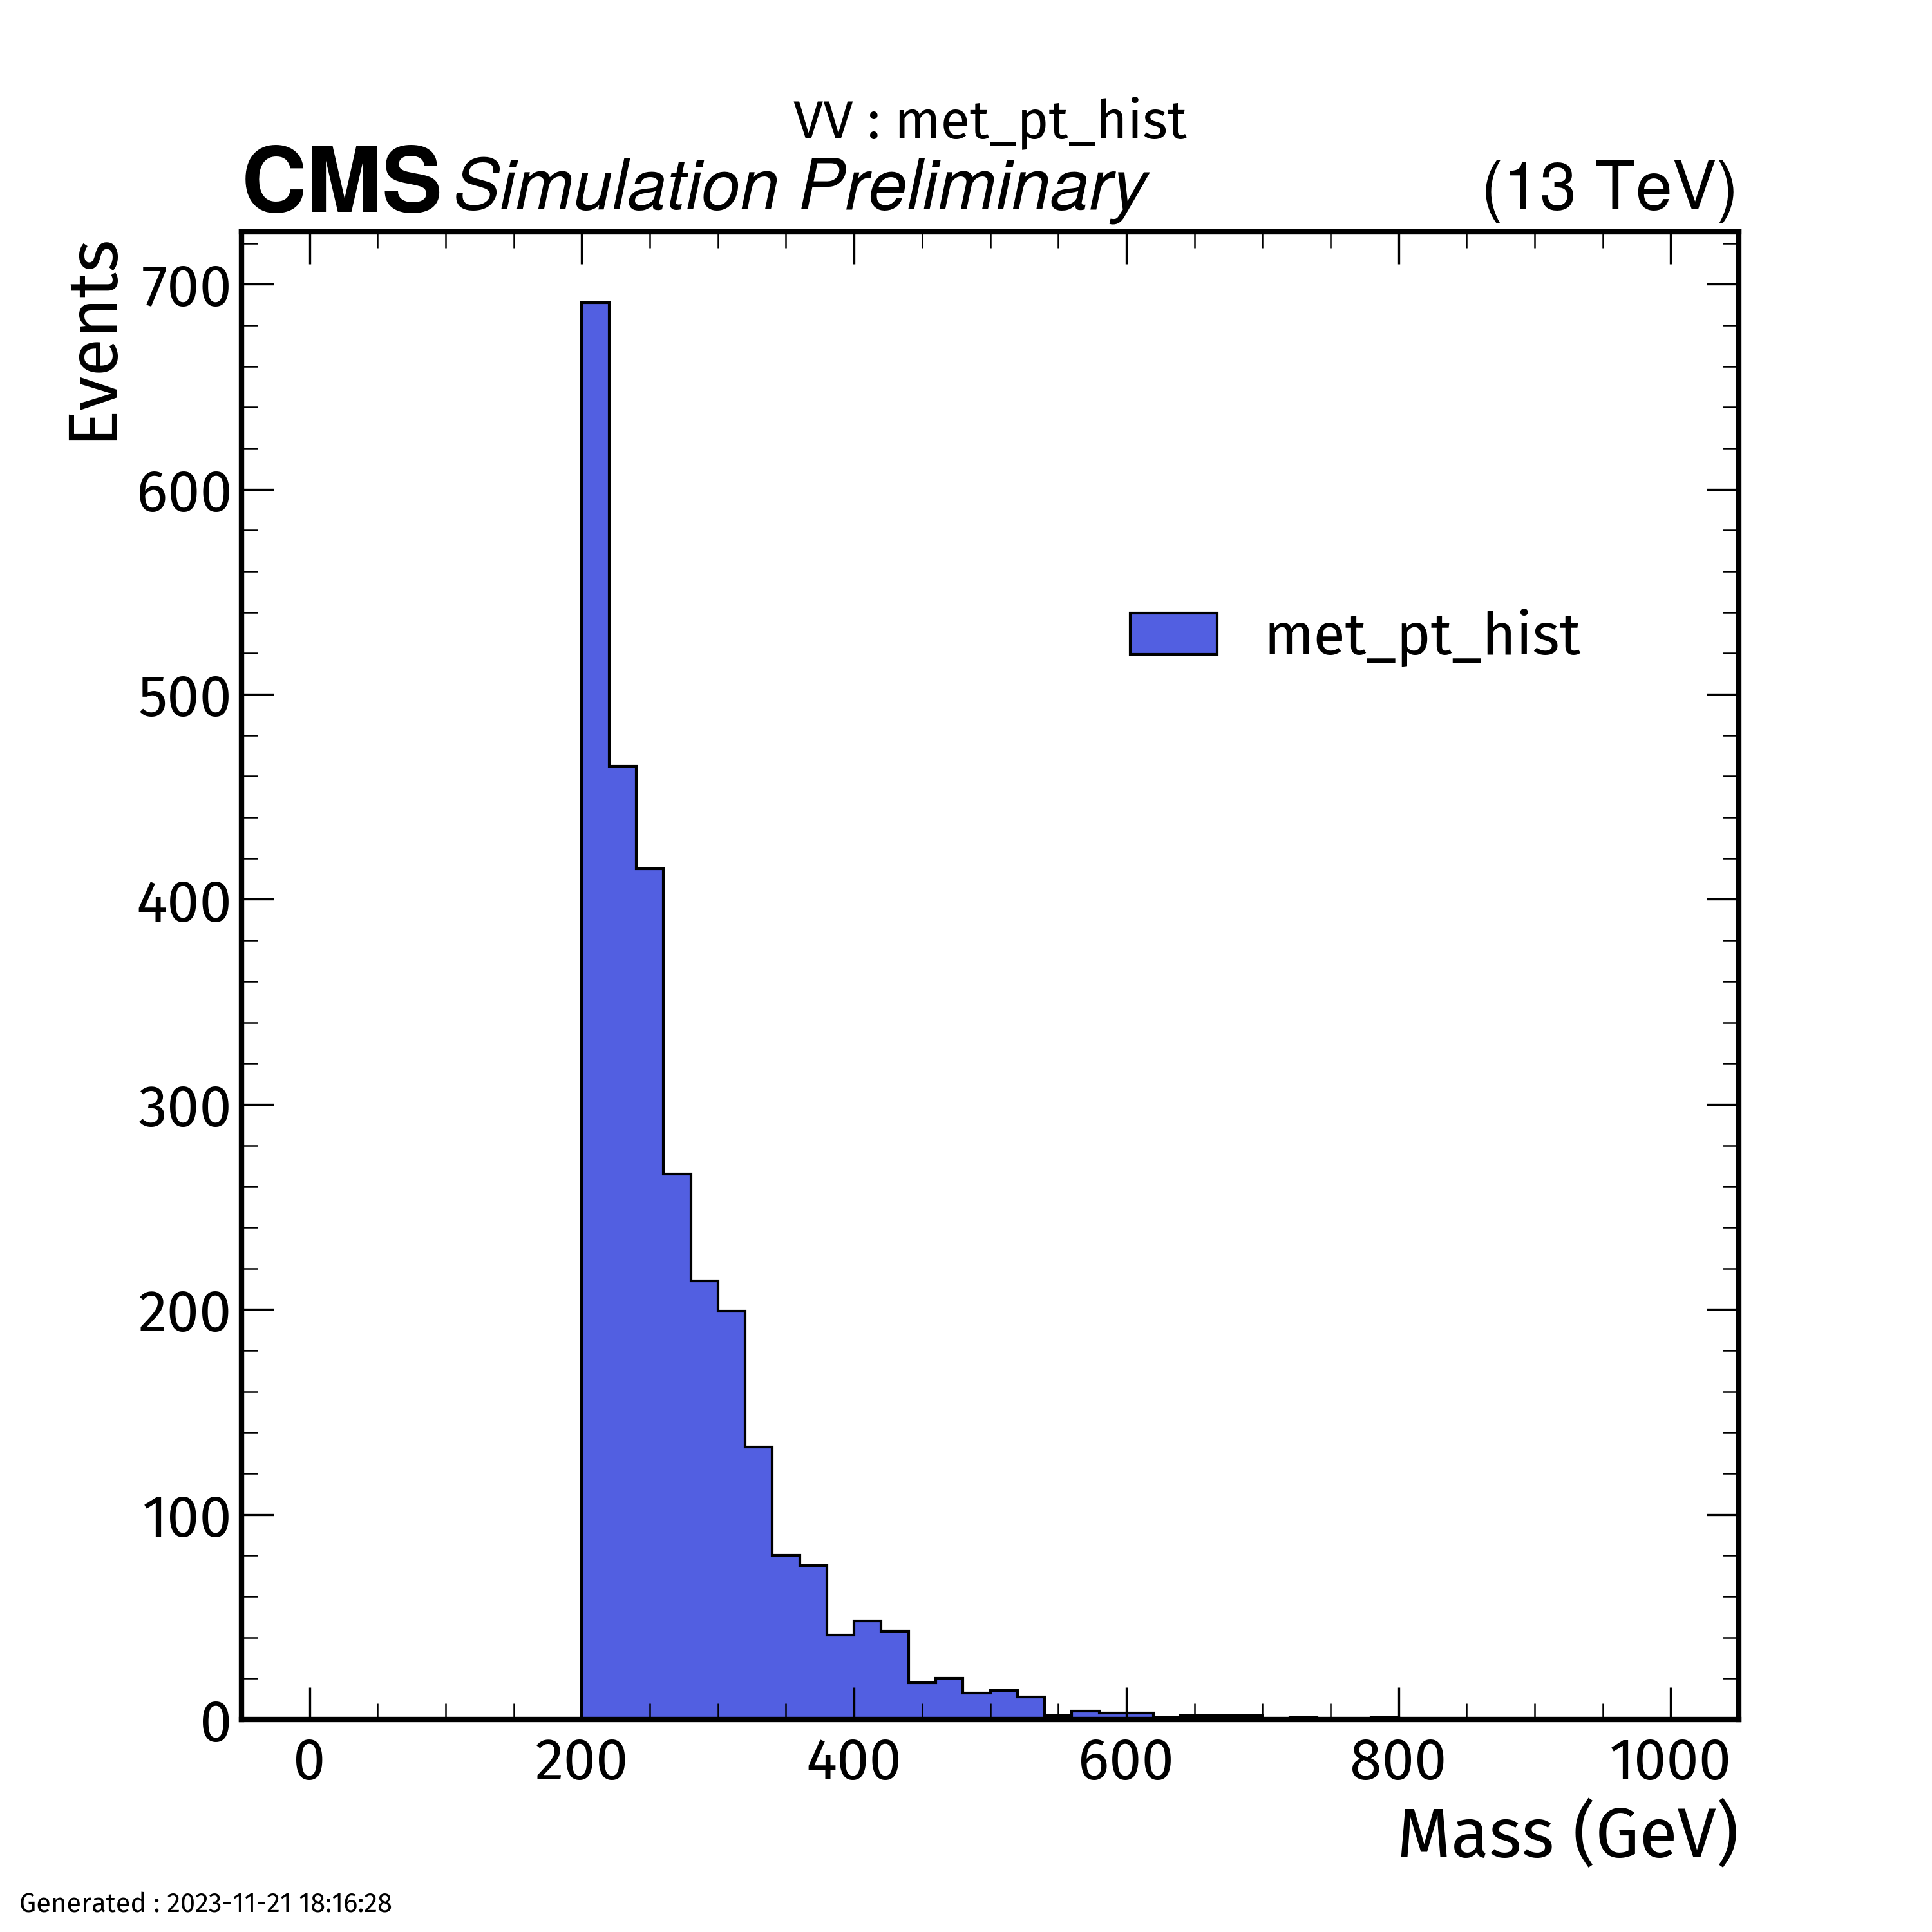 VV : met_pt_hist
CMS Simulation Preliminary (13 TeV)
Events
700
600
500
400
300
200
100
0
met_pt_hist
0 200 400 600 800 1000
Mass (GeV)
Generated : 2023-11-21 18:16:28